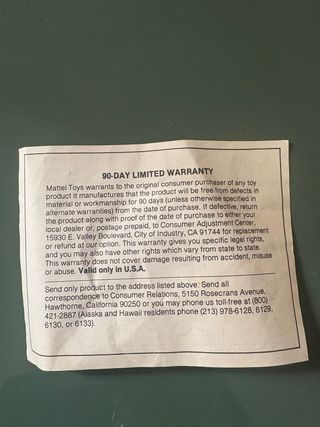 90-DAY LIMITED WARRANTY
Mattel Toys warrants to the original consumer purchaser of any toy
product it manufactures that the product will be free from defects in
material or workmanship for 90 days (unless otherwise specified in
alternate warranties) from the date of purchase. If defective, return
the product along with proof of the date of purchase to either your
local dealer or, postage prepaid, to Consumer Adjustment Center,
15930 E. Valley Boulevard, City of Industry, CA 91744 for replacement
or refund at our option. This warranty gives you specific legal rights,
and you may also have other rights which vary from state to state.
This warranty does not cover damage resulting from accident, misuse
or abuse. Valid only in U.S.A.
Send only product to the address listed above. Send all
correspondence to Consumer Relations, 5150 Rosecrans Avenue,
Hawthorne, California 90250 or you may phone us toll-free at (800)
421-2887 (Alaska and Hawaii residents phone (213) 978-6128, 6129,
6130, or 6133).